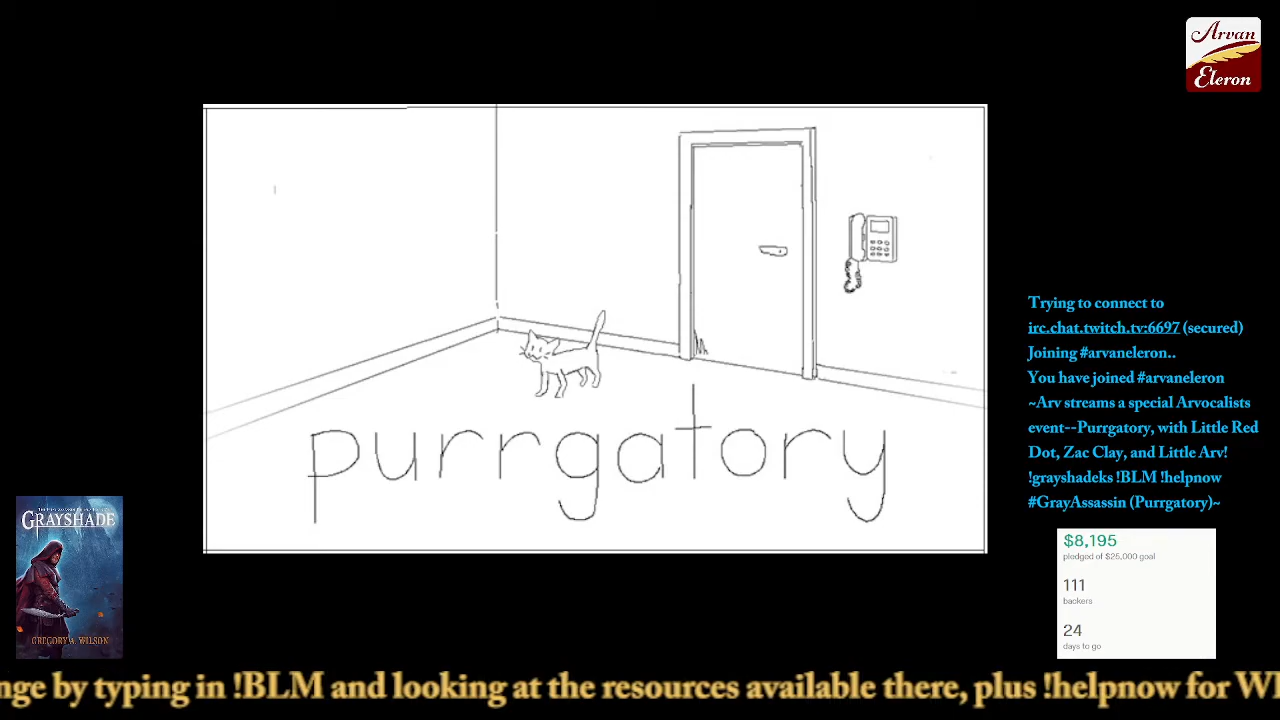 Arvan
Eleron
purrgatory
Trying to connect to
irc.chat.twitch.tv:6697 (secured)
Joining #arvaneleron..
You have joined #arvaneleron
~Arv streams a special Arvocalists
event--Purrgatory, with Little Red
Dot, Zac Clay, and Little Arv!
!grayshadeks !BLM !helpnow
#GrayAssassin (Purrgatory)~
GRAYSHADE
GREGORY A. WILSON
$8,195
pledged of $25,000 goal
111
backers
24
days to go
nge by typing in !BLM and looking at the resources available there, plus !helpnow for WI